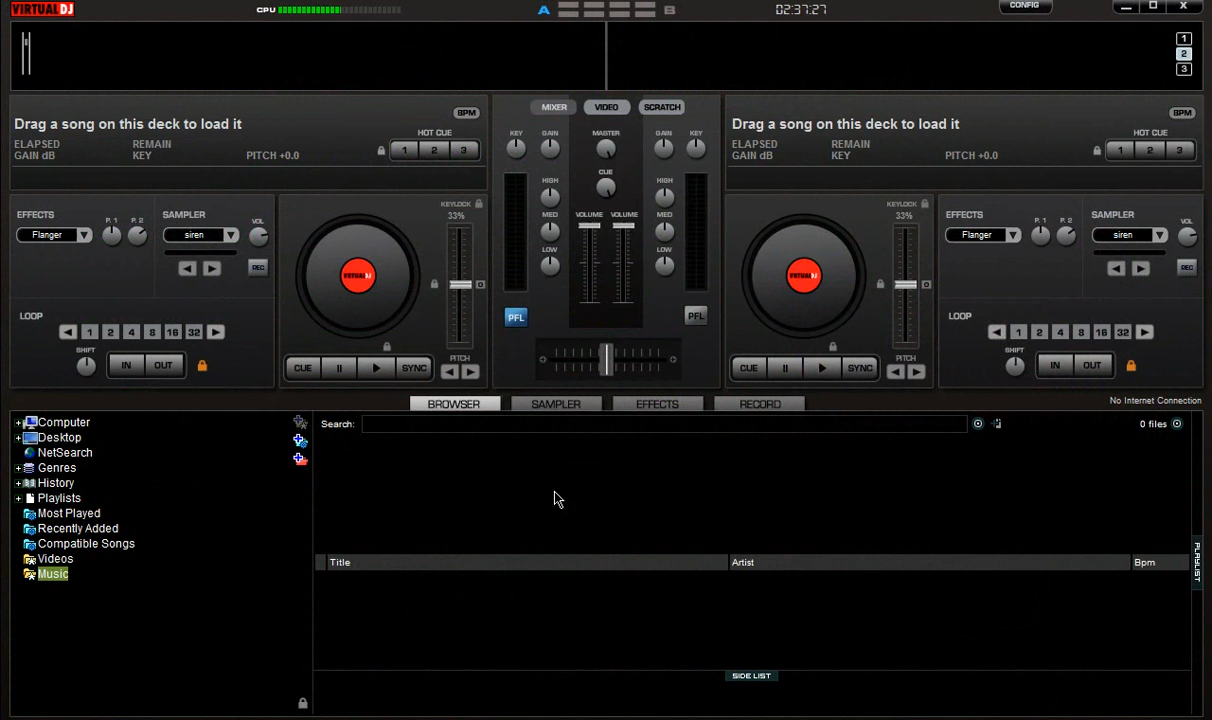 VIRTUALDJ
CPU
A
B
02:37:27
CONFIG
1
2
3
BPM
Drag a song on this deck to load it
ELAPSED
REMAIN
GAIN dB
KEY
PITCH +0.0
HOT CUE
1 2 3
MIXER
VIDEO
SCRATCH
KEY
GAIN
MASTER
GAIN
KEY
HIGH
CUE
HIGH
MED
VOLUME
VOLUME
MED
LOW
LOW
PFL
PFL
BPM
Drag a song on this deck to load it
ELAPSED
REMAIN
GAIN dB
KEY
PITCH +0.0
HOT CUE
1 2 3
EFFECTS
P. 1
P. 2
Flanger
SAMPLER
VOL
siren
REC
LOOP
1 2 4 8 16 32
SHIFT
IN
OUT
KEYLOCK
33%
VIRTUALDJ
CUE
SYNC
PITCH
KEYLOCK
33%
VIRTUALDJ
CUE
SYNC
PITCH
EFFECTS
P. 1
P. 2
Flanger
SAMPLER
VOL
siren
REC
LOOP
1 2 4 8 16 32
SHIFT
IN
OUT
BROWSER
SAMPLER
EFFECTS
RECORD
No Internet Connection
Computer
Desktop
NetSearch
Genres
History
Playlists
Most Played
Recently Added
Compatible Songs
Videos
Music
Search:
0 files
Title
Artist
Bpm
PLAYLIST
SIDE LIST